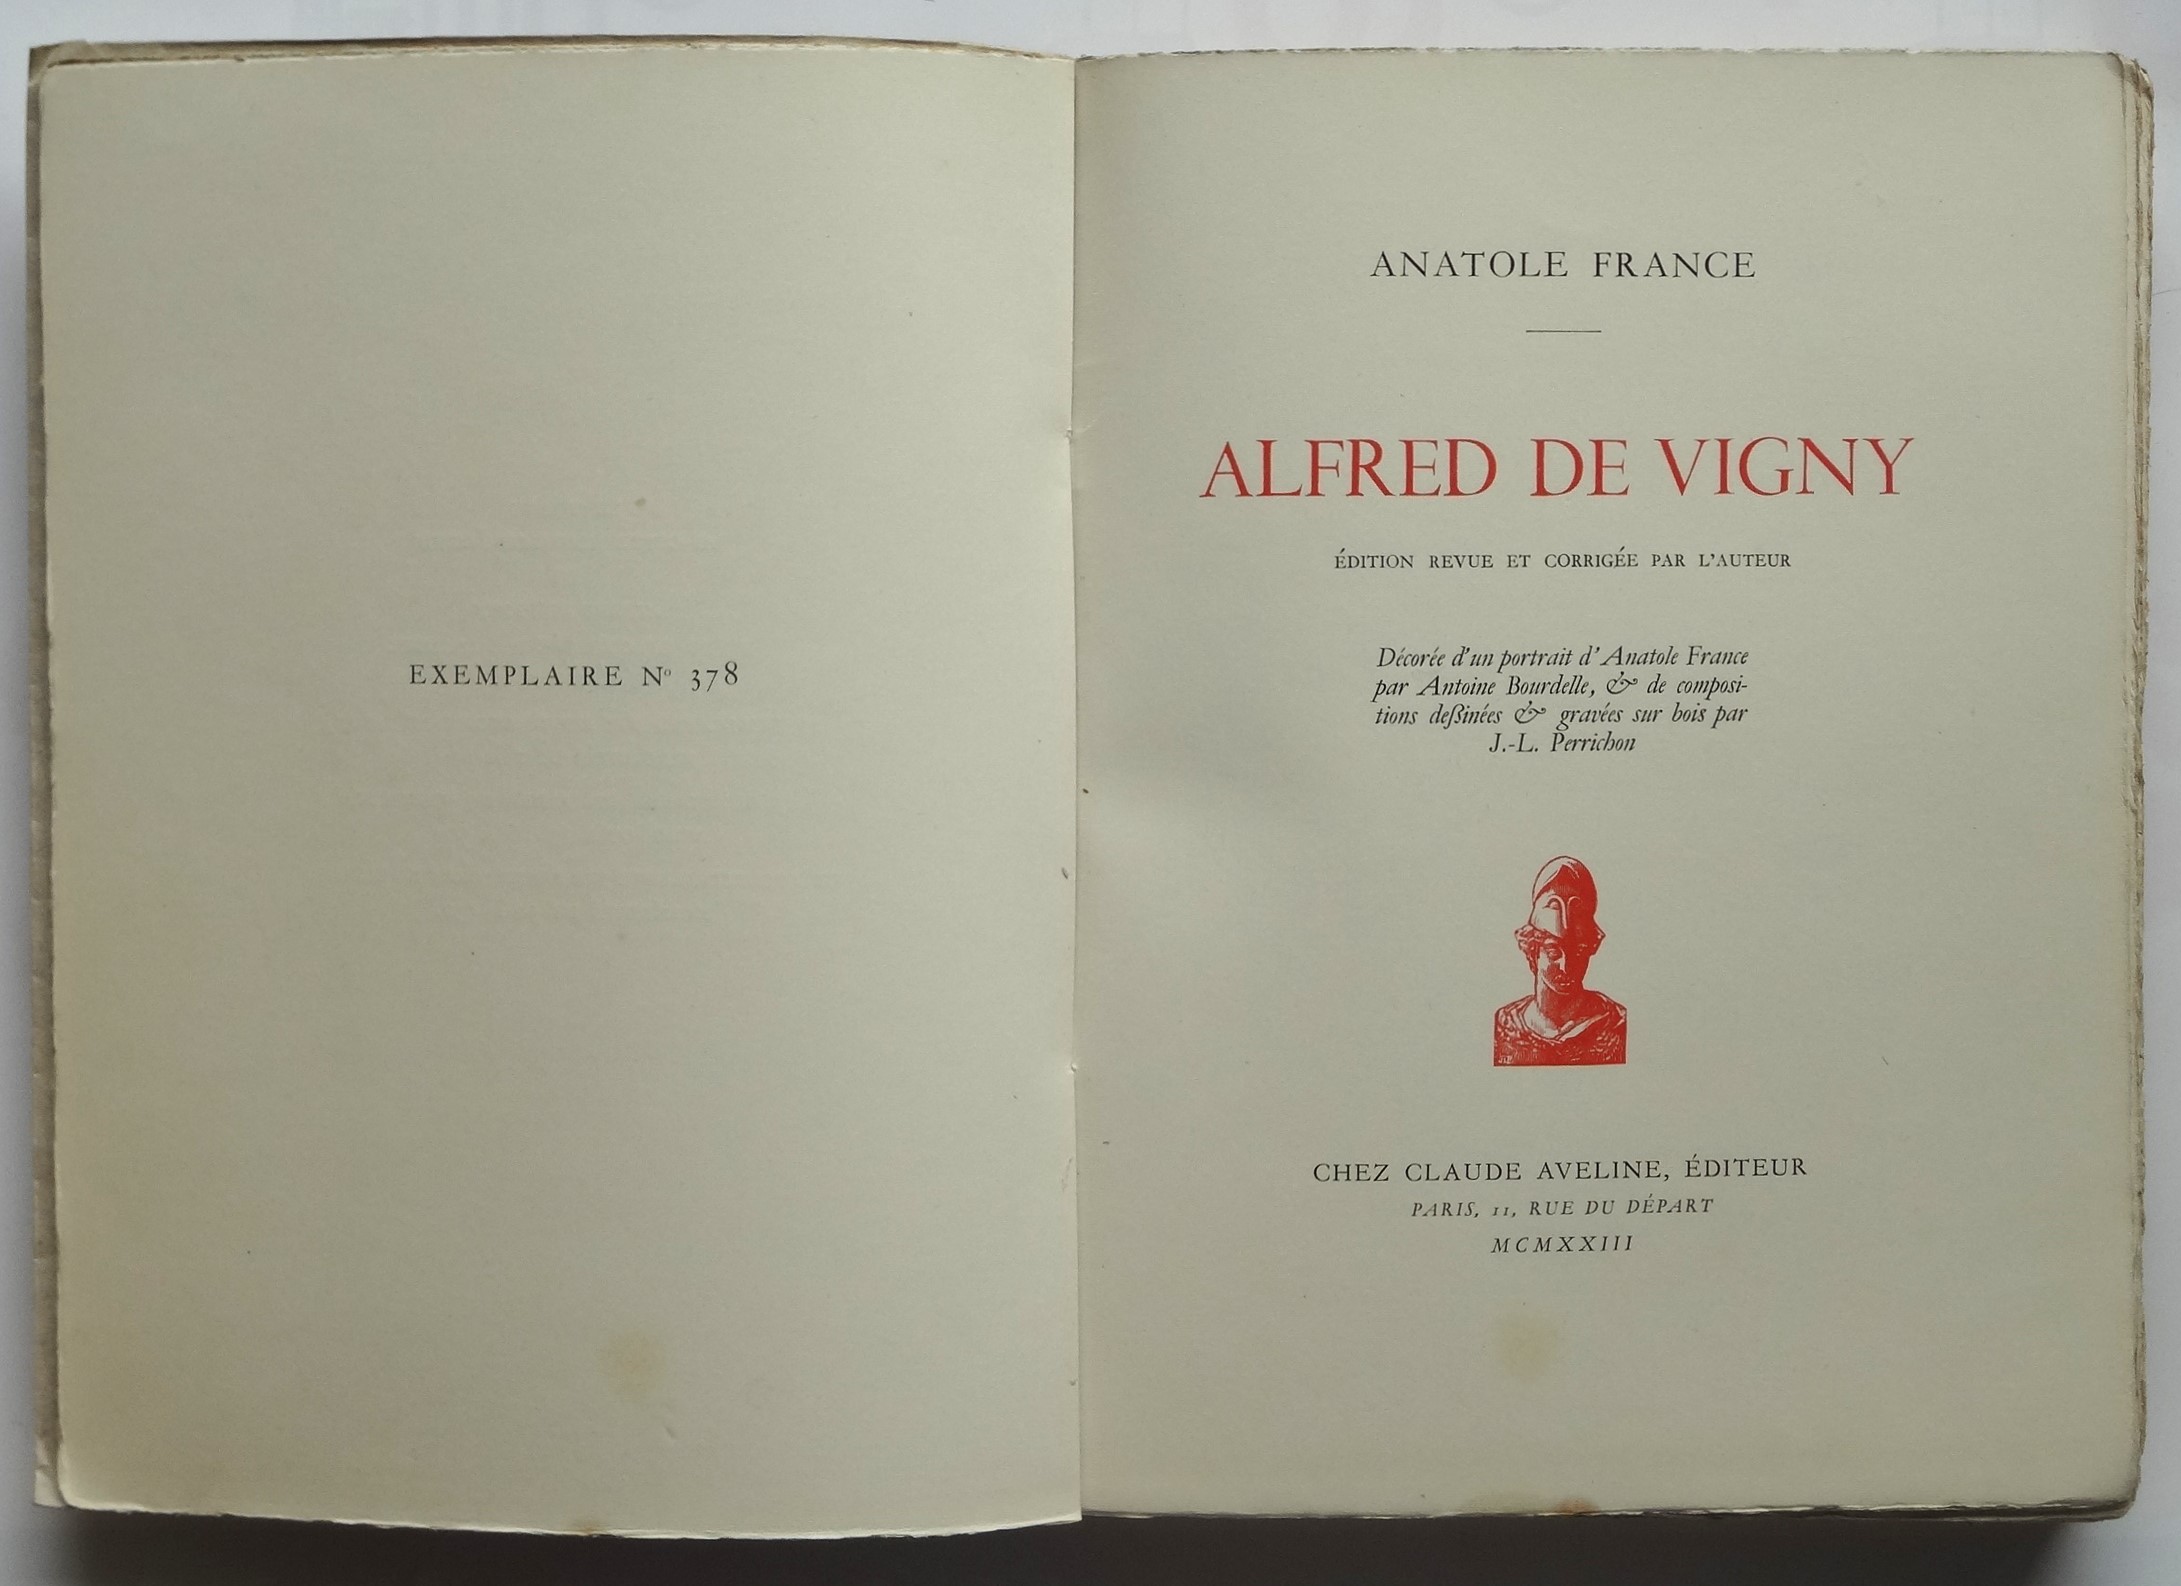 EXEMPLAIRE Nº 378
ANATOLE FRANCE
ALFRED DE VIGNY
ÉDITION REVUE ET CORRIGÉE PAR L'AUTEUR
Décorée d'un portrait d'Anatole France
par Antoine Bourdelle, & de composi-
tions deßinées & gravées sur bois par
J.-L. Perrichon
CHEZ CLAUDE AVELINE, ÉDITEUR
PARIS, 11, RUE DU DÉPART
MCMXXIII